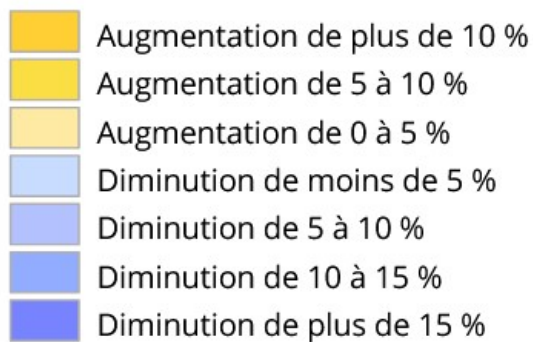 Augmentation de plus de 10 %
Augmentation de 5 à 10 %
Augmentation de 0 à 5 %
Diminution de moins de 5 %
Diminution de 5 à 10 %
Diminution de 10 à 15 %
Diminution de plus de 15 %